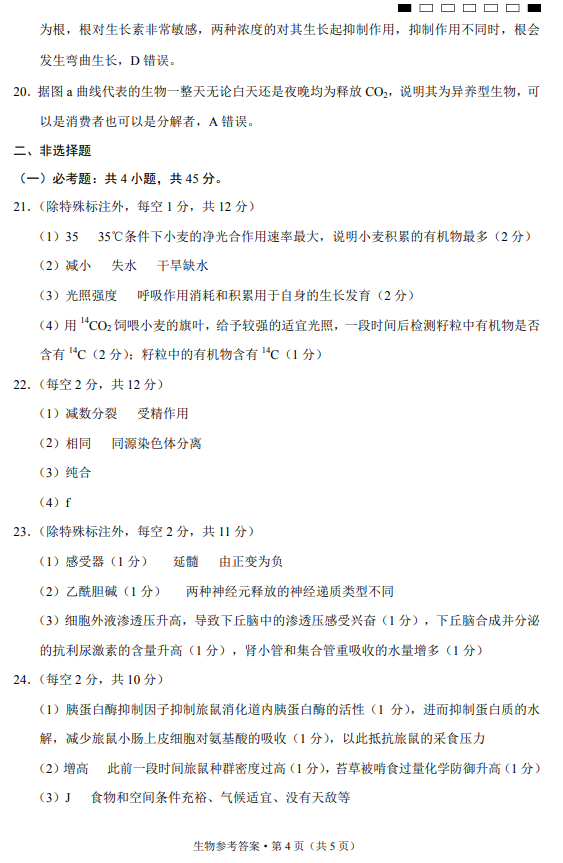 为根，根对生长素非常敏感，两种浓度的对其生长起抑制作用，抑制作用不同时，根会
发生弯曲生长，D 错误。
20．据图 a 曲线代表的生物一整天无论白天还是夜晚均为释放 CO₂，说明其为异养型生物，可
以是消费者也可以是分解者，A 错误。
二、非选择题
（一）必考题：共 4 小题，共 45 分。
21．（除特殊标注外，每空 1 分，共 12 分）
（1）35 35℃条件下小麦的净光合作用速率最大，说明小麦积累的有机物最多（2 分）
（2）减小 失水 干旱缺水
（3）光照强度 呼吸作用消耗和积累用于自身的生长发育（2 分）
（4）用 ¹⁴CO₂ 饲喂小麦的旗叶，给予较强的适宜光照，一段时间后检测籽粒中有机物是否
含有 ¹⁴C（2 分）；籽粒中的有机物含有 ¹⁴C（1 分）
22．（每空 2 分，共 12 分）
（1）减数分裂 受精作用
（2）相同 同源染色体分离
（3）纯合
（4）f
23．（除特殊标注外，每空 2 分，共 11 分）
（1）感受器（1 分） 延髓 由正变为负
（2）乙酰胆碱（1 分） 两种神经元释放的神经递质类型不同
（3）细胞外液渗透压升高，导致下丘脑中的渗透压感受兴奋（1 分），下丘脑合成并分泌
的抗利尿激素的含量升高（1 分），肾小管和集合管重吸收的水量增多（1 分）
24．（每空 2 分，共 10 分）
（1）胰蛋白酶抑制因子抑制旅鼠消化道内胰蛋白酶的活性（1 分），进而抑制蛋白质的水
解，减少旅鼠小肠上皮细胞对氨基酸的吸收（1 分），以此抵抗旅鼠的采食压力
（2）增高 此前一段时间旅鼠种群密度过高（1 分），苔草被啃食过量化学防御升高（1 分）
（3）J 食物和空间条件充裕、气候适宜、没有天敌等
生物参考答案·第 4 页（共 5 页）